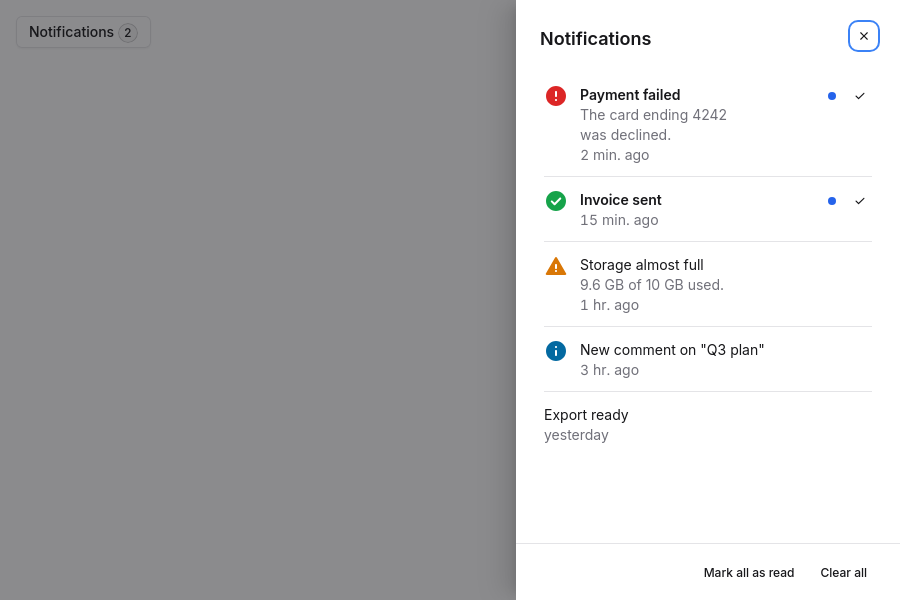 Notifications 2
Notifications
Payment failed
The card ending 4242
was declined.
2 min. ago
Invoice sent
15 min. ago
Storage almost full
9.6 GB of 10 GB used.
1 hr. ago
New comment on "Q3 plan"
3 hr. ago
Export ready
yesterday
Mark all as read
Clear all